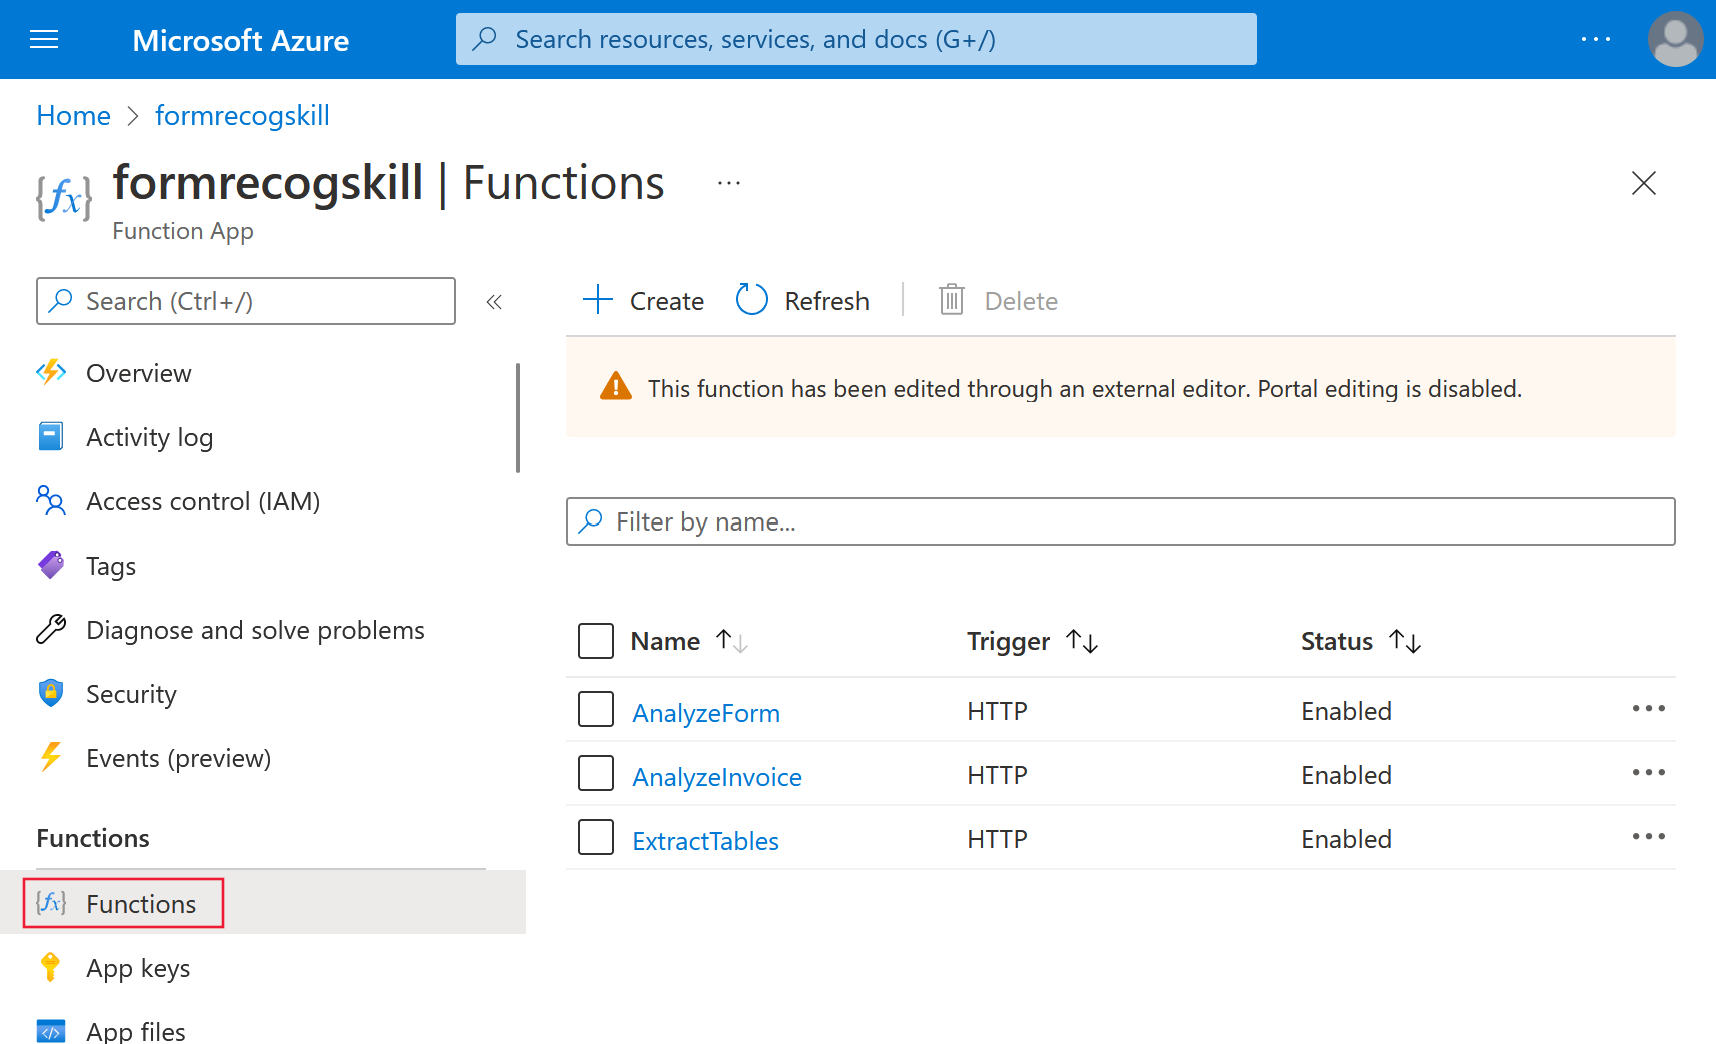 Microsoft Azure
Search resources, services, and docs (G+/)
Home > formrecogskill
formrecogskill | Functions ...
Function App
Search (Ctrl+/)
Overview
Activity log
Access control (IAM)
Tags
Diagnose and solve problems
Security
Events (preview)
Functions
Functions
App keys
App files
Create Refresh Delete
This function has been edited through an external editor. Portal editing is disabled.
Filter by name...
Name Trigger Status
AnalyzeForm HTTP Enabled
AnalyzeInvoice HTTP Enabled
ExtractTables HTTP Enabled